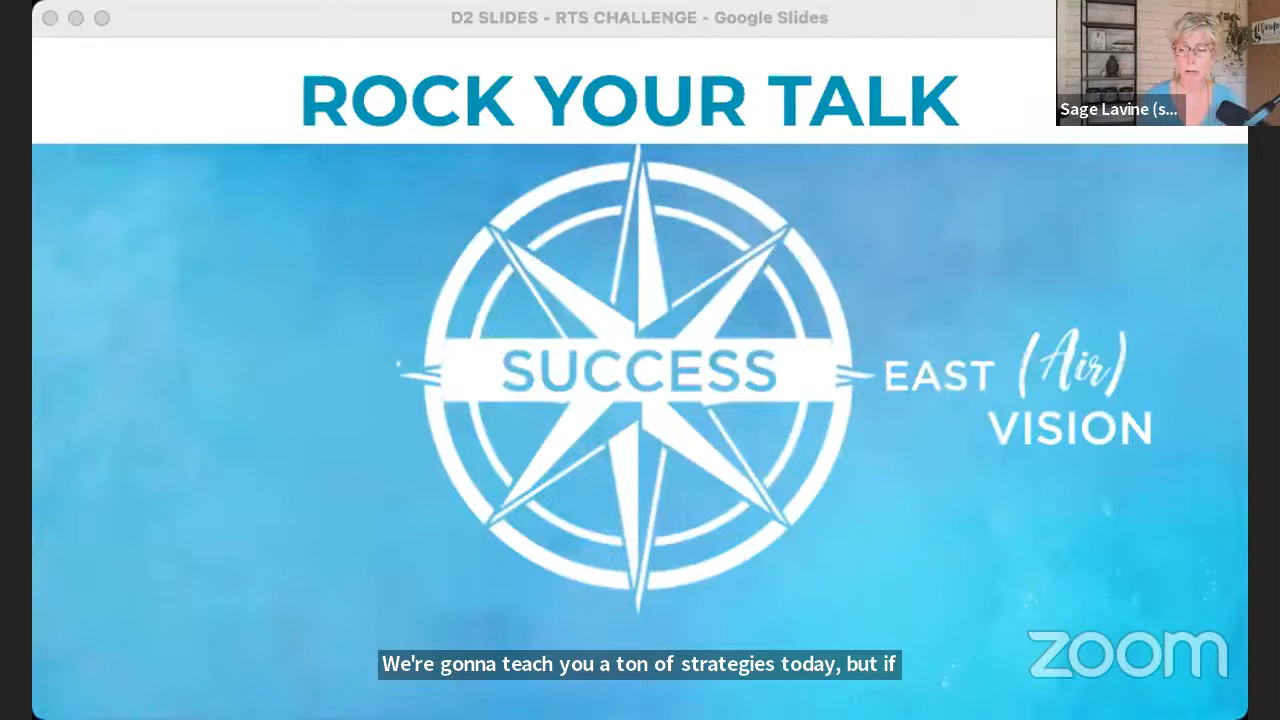 D2 SLIDES - RTS CHALLENGE - Google Slides
ROCK YOUR TALK
Sage Lavine (s...
SUCCESS
EAST (Air)
VISION
We're gonna teach you a ton of strategies today, but if
zoom